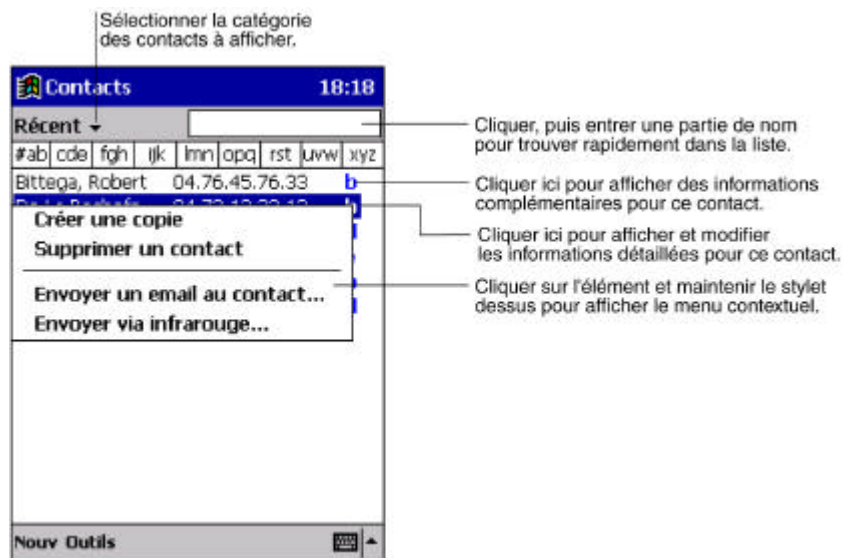 Sélectionner la catégorie
des contacts à afficher.
Contacts 18:18
Récent
#ab cde fgh ijk lmn opq rst uvw xyz
Bittega, Robert 04.76.45.76.33 b
Créer une copie
Supprimer un contact
Envoyer un email au contact...
Envoyer via infrarouge...
Nouv Outils
Cliquer, puis entrer une partie de nom
pour trouver rapidement dans la liste.
Cliquer ici pour afficher des informations
complémentaires pour ce contact.
Cliquer ici pour afficher et modifier
les informations détaillées pour ce contact.
Cliquer sur l'élément et maintenir le stylet
dessus pour afficher le menu contextuel.